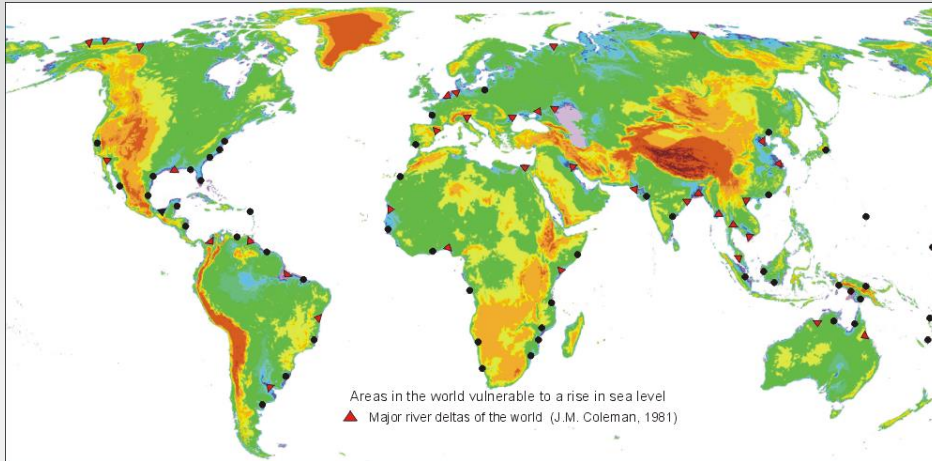 Areas in the world vulnerable to a rise in sea level
Major river deltas of the world (J.M. Coleman, 1981)